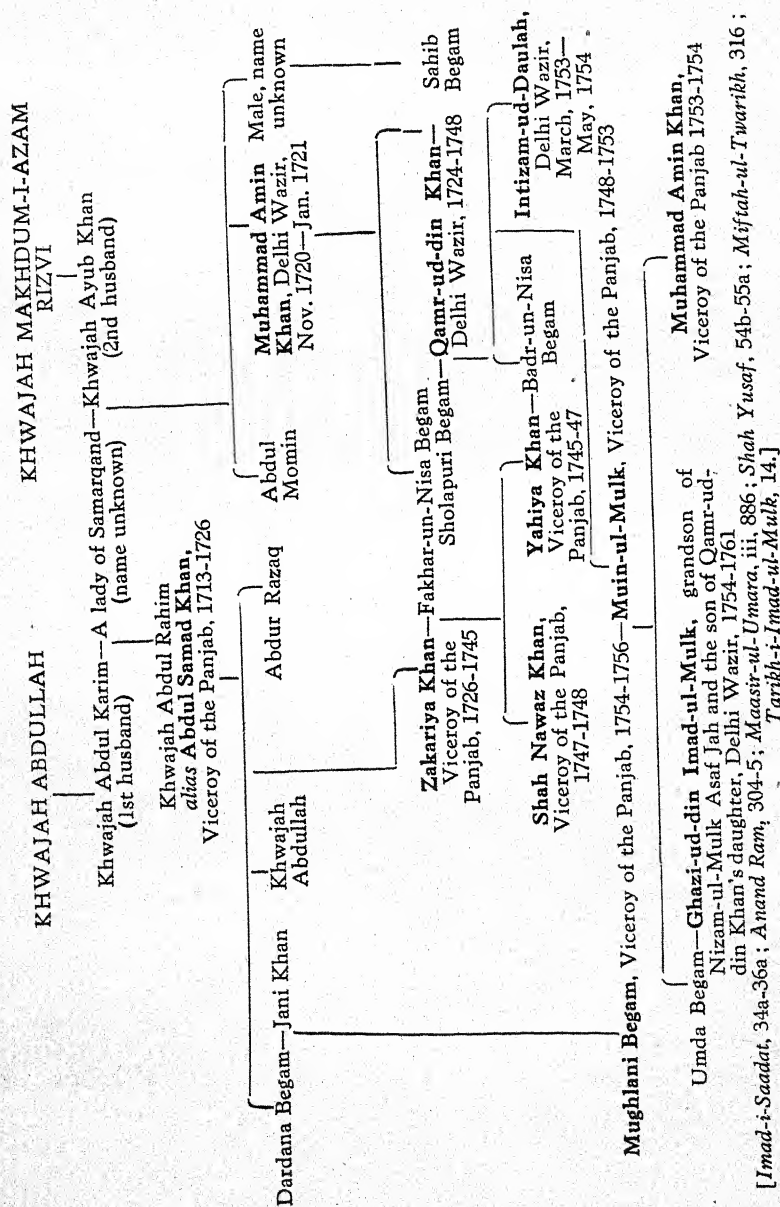 KHWAJAH ABDULLAH
KHWAJAH MAKHDUM-I-AZAM
RIZVI
Khwajah Abdul Karim—A lady of Samarqand—Khwajah Ayub Khan
(1st husband)
(name unknown)
(2nd husband)
Khwajah Abdul Rahim
alias Abdul Samad Khan,
Viceroy of the Panjab, 1713-1726
Abdul
Momin
Muhammad Amin
Khan, Delhi Wazir,
Nov. 1720—Jan. 1721
Male, name
unknown
Dardana Begam—Jani Khan
Khwajah
Abdullah
Abdur Razaq
Zakariya Khan—Fakhar-un-Nisa Begam
Viceroy of the
Panjab, 1726-1745
Sholapuri Begam—Qamr-ud-din Khan—
Delhi Wazir, 1724-1748
Sahib
Begam
Shah Nawaz Khan,
Viceroy of the Panjab,
1747-1748
Yahiya Khan—Badr-un-Nisa
Viceroy of the
Panjab, 1745-47
Begam
Intizam-ud-Daulah,
Delhi Wazir,
March, 1753—
May, 1754
Mughlani Begam, Viceroy of the Panjab, 1754-1756—Muin-ul-Mulk, Viceroy of the Panjab, 1748-1753
Umda Begam—Ghazi-ud-din Imad-ul-Mulk, grandson of
Nizam-ul-Mulk Asaf Jah and the son of Qamr-ud-
din Khan's daughter, Delhi Wazir, 1754-1761
Muhammad Amin Khan,
Viceroy of the Panjab 1753-1754
[Imad-i-Saadat, 34a-36a; Anand Ram, 304-5; Maasir-ul-Umara, iii, 886; Shah Yusaf, 54b-55a; Miftah-ul-Twarikh, 316;
Tarikh-i-Imad-ul-Mulk, 14.]